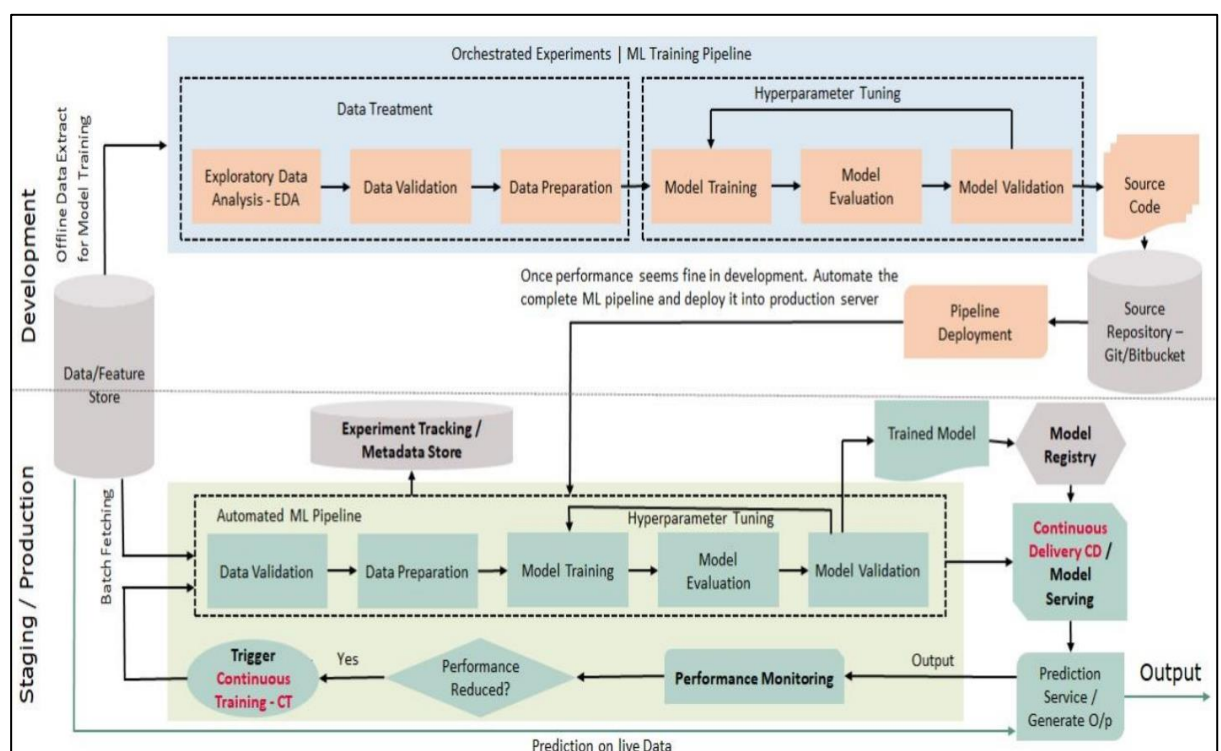 Orchestrated Experiments | ML Training Pipeline
Data Treatment
Hyperparameter Tuning
Exploratory Data
Analysis - EDA
Data Validation
Data Preparation
Model Training
Model
Evaluation
Model Validation
Source
Code
Development
Offline Data Extract
for Model Training
Once performance seems fine in development. Automate the
complete ML pipeline and deploy it into production server
Pipeline
Deployment
Source
Repository –
Git/Bitbucket
Data/Feature
Store
Staging / Production
Experiment Tracking /
Metadata Store
Trained Model
Model
Registry
Batch Fetching
Automated ML Pipeline
Hyperparameter Tuning
Data Validation
Data Preparation
Model Training
Model
Evaluation
Model Validation
Continuous
Delivery CD /
Model
Serving
Trigger
Continuous
Training - CT
Yes
Performance
Reduced?
Performance Monitoring
Output
Prediction
Service /
Generate O/p
Output
Prediction on live Data